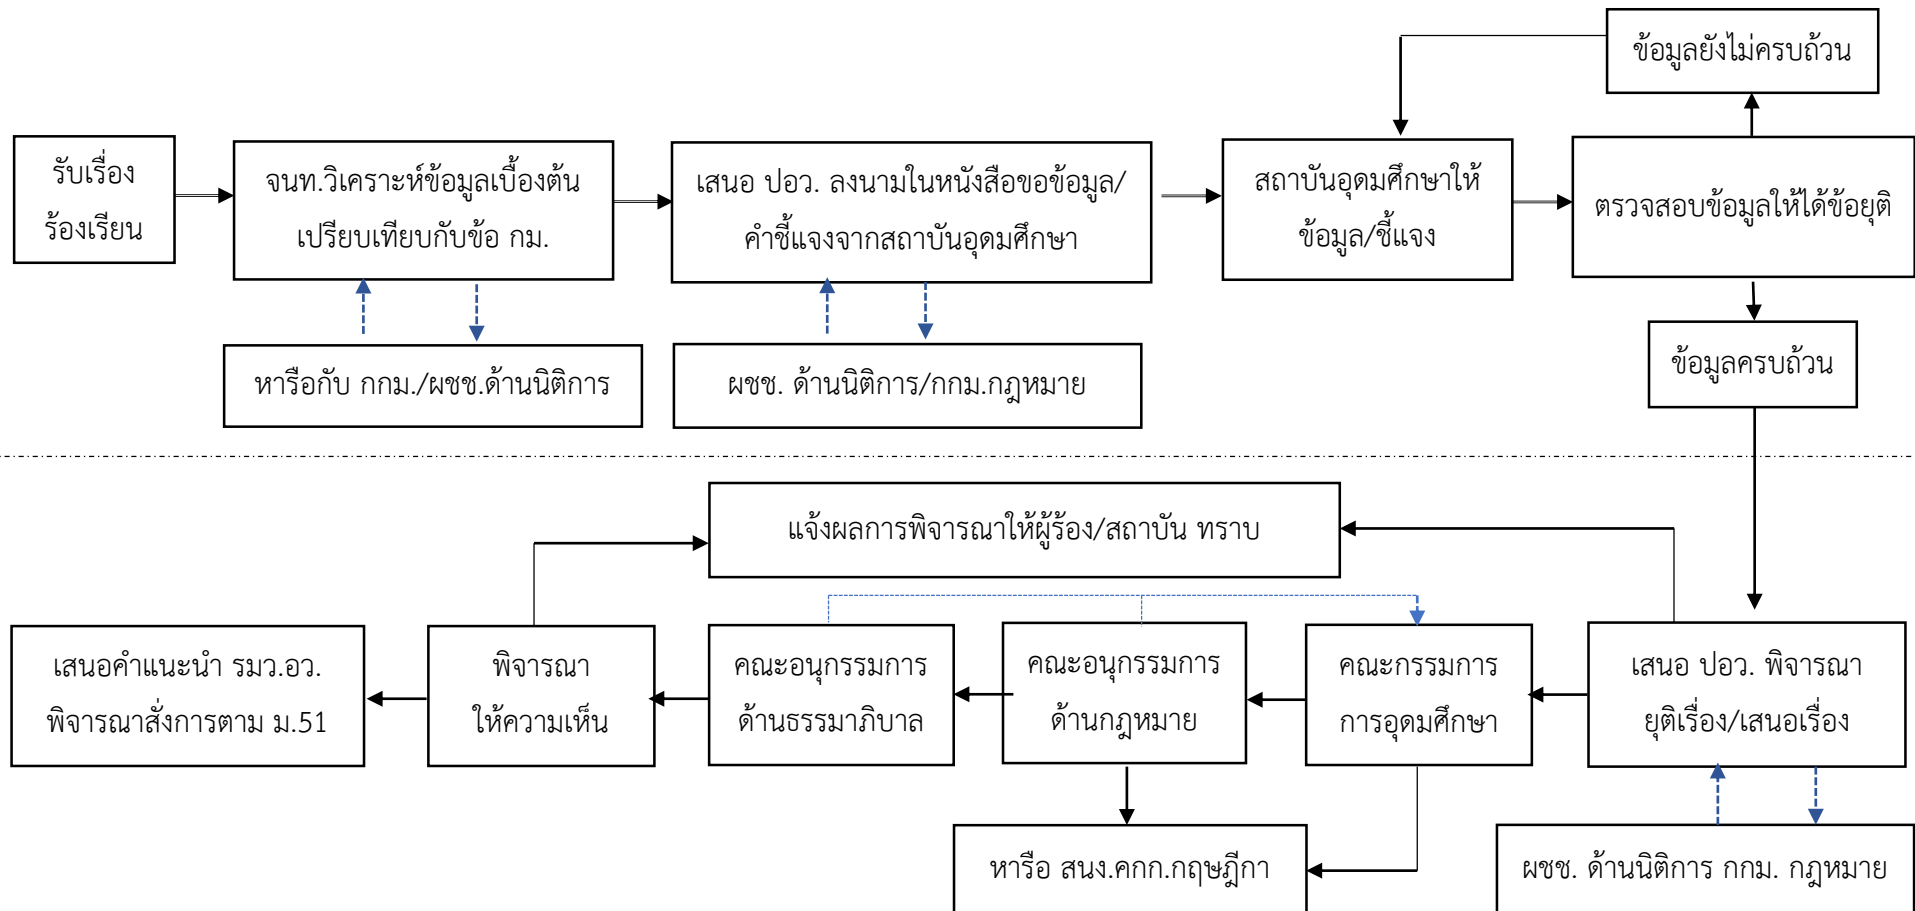 ข้อมูลยังไม่ครบถ้วน
รับเรื่อง
ร้องเรียน
จนท.วิเคราะห์ข้อมูลเบื้องต้น
เปรียบเทียบกับข้อ กม.
เสนอ ปอว. ลงนามในหนังสือขอข้อมูล/
คำชี้แจงจากสถาบันอุดมศึกษา
สถาบันอุดมศึกษาให้
ข้อมูล/ชี้แจง
ตรวจสอบข้อมูลให้ได้ข้อยุติ
หารือกับ กกม./ผชช.ด้านนิติการ
ผชช. ด้านนิติการ/กกม.กฎหมาย
ข้อมูลครบถ้วน
แจ้งผลการพิจารณาให้ผู้ร้อง/สถาบัน ทราบ
เสนอคำแนะนำ รมว.อว.
พิจารณาสั่งการตาม ม.51
พิจารณา
ให้ความเห็น
คณะอนุกรรมการ
ด้านธรรมาภิบาล
คณะอนุกรรมการ
ด้านกฎหมาย
คณะกรรมการ
การอุดมศึกษา
เสนอ ปอว. พิจารณา
ยุติเรื่อง/เสนอเรื่อง
หารือ สนง.คกก.กฤษฎีกา
ผชช. ด้านนิติการ กกม. กฎหมาย